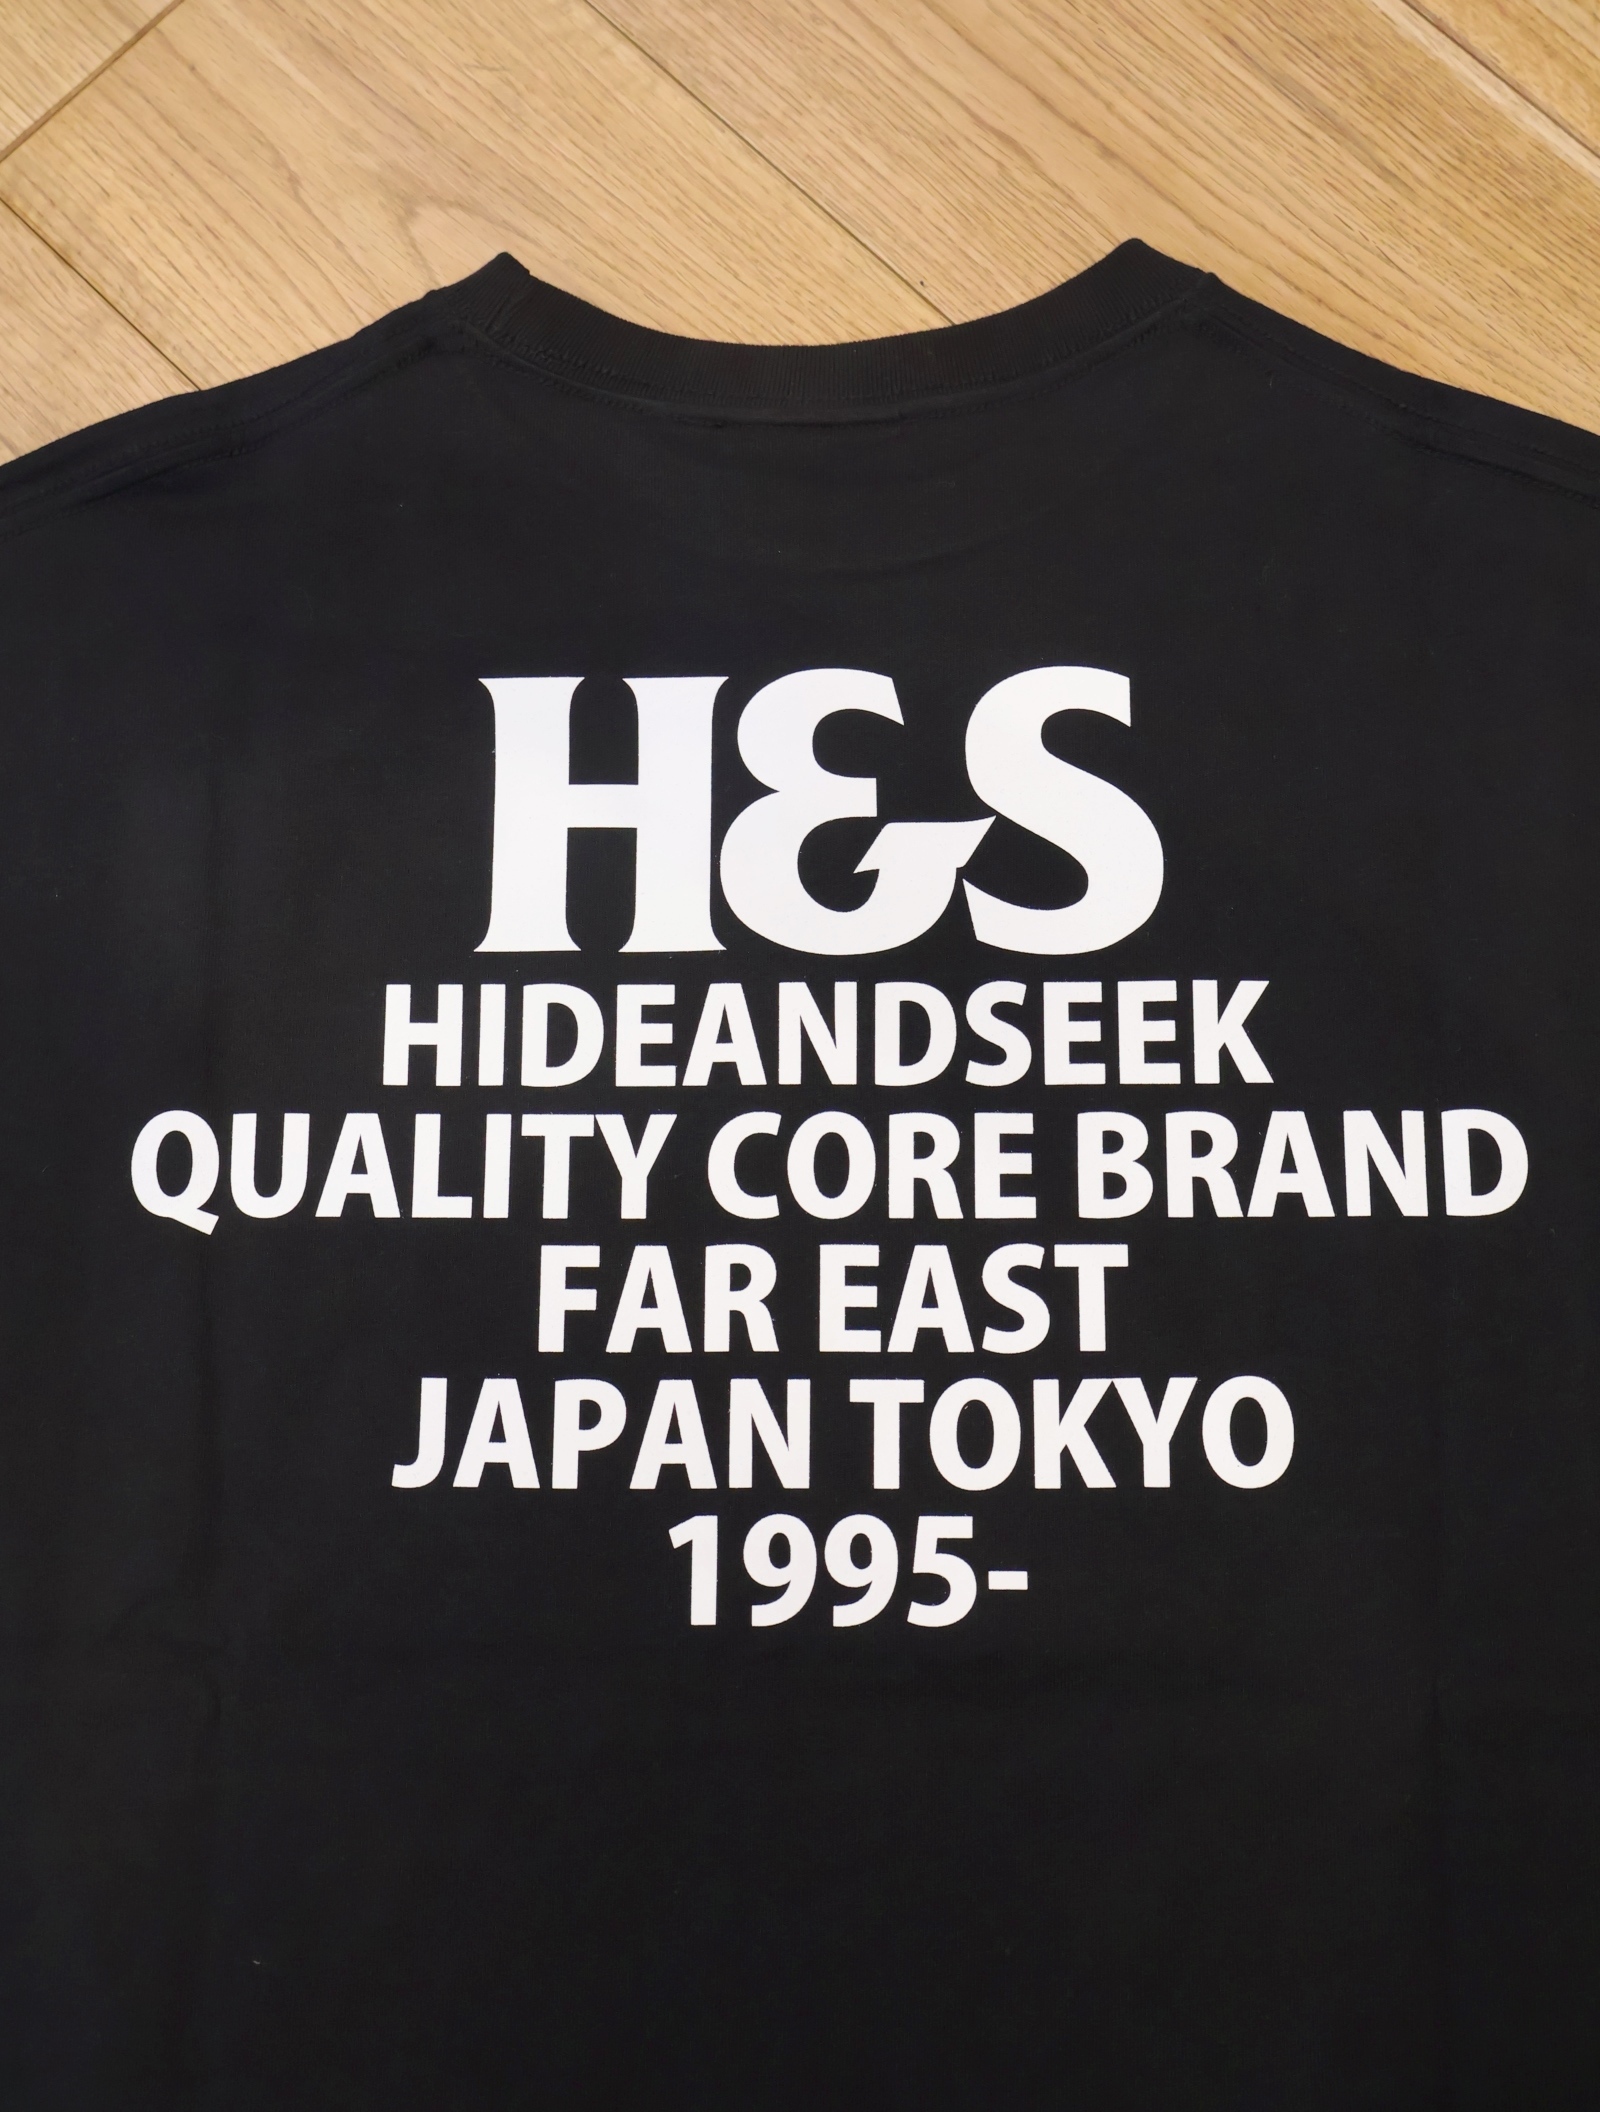 H&S
HIDEANDSEEK
QUALITY CORE BRAND
FAR EAST
JAPAN TOKYO
1995-